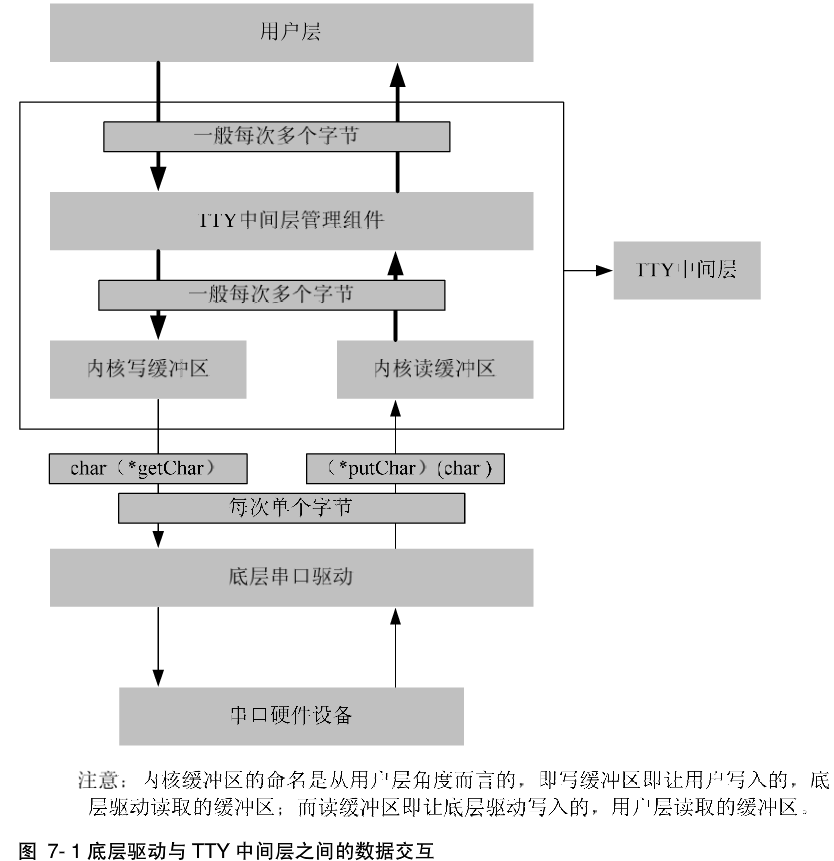 用户层
一般每次多个字节
TTY中间层管理组件
TTY中间层
一般每次多个字节
内核写缓冲区
内核读缓冲区
char（*getChar）
（*putChar）(char )
每次单个字节
底层串口驱动
串口硬件设备
注意：内核缓冲区的命名是从用户层角度而言的，即写缓冲区即让用户写入的，底
层驱动读取的缓冲区；而读缓冲区即让底层驱动写入的，用户层读取的缓冲区。
图 7- 1 底层驱动与 TTY 中间层之间的数据交互